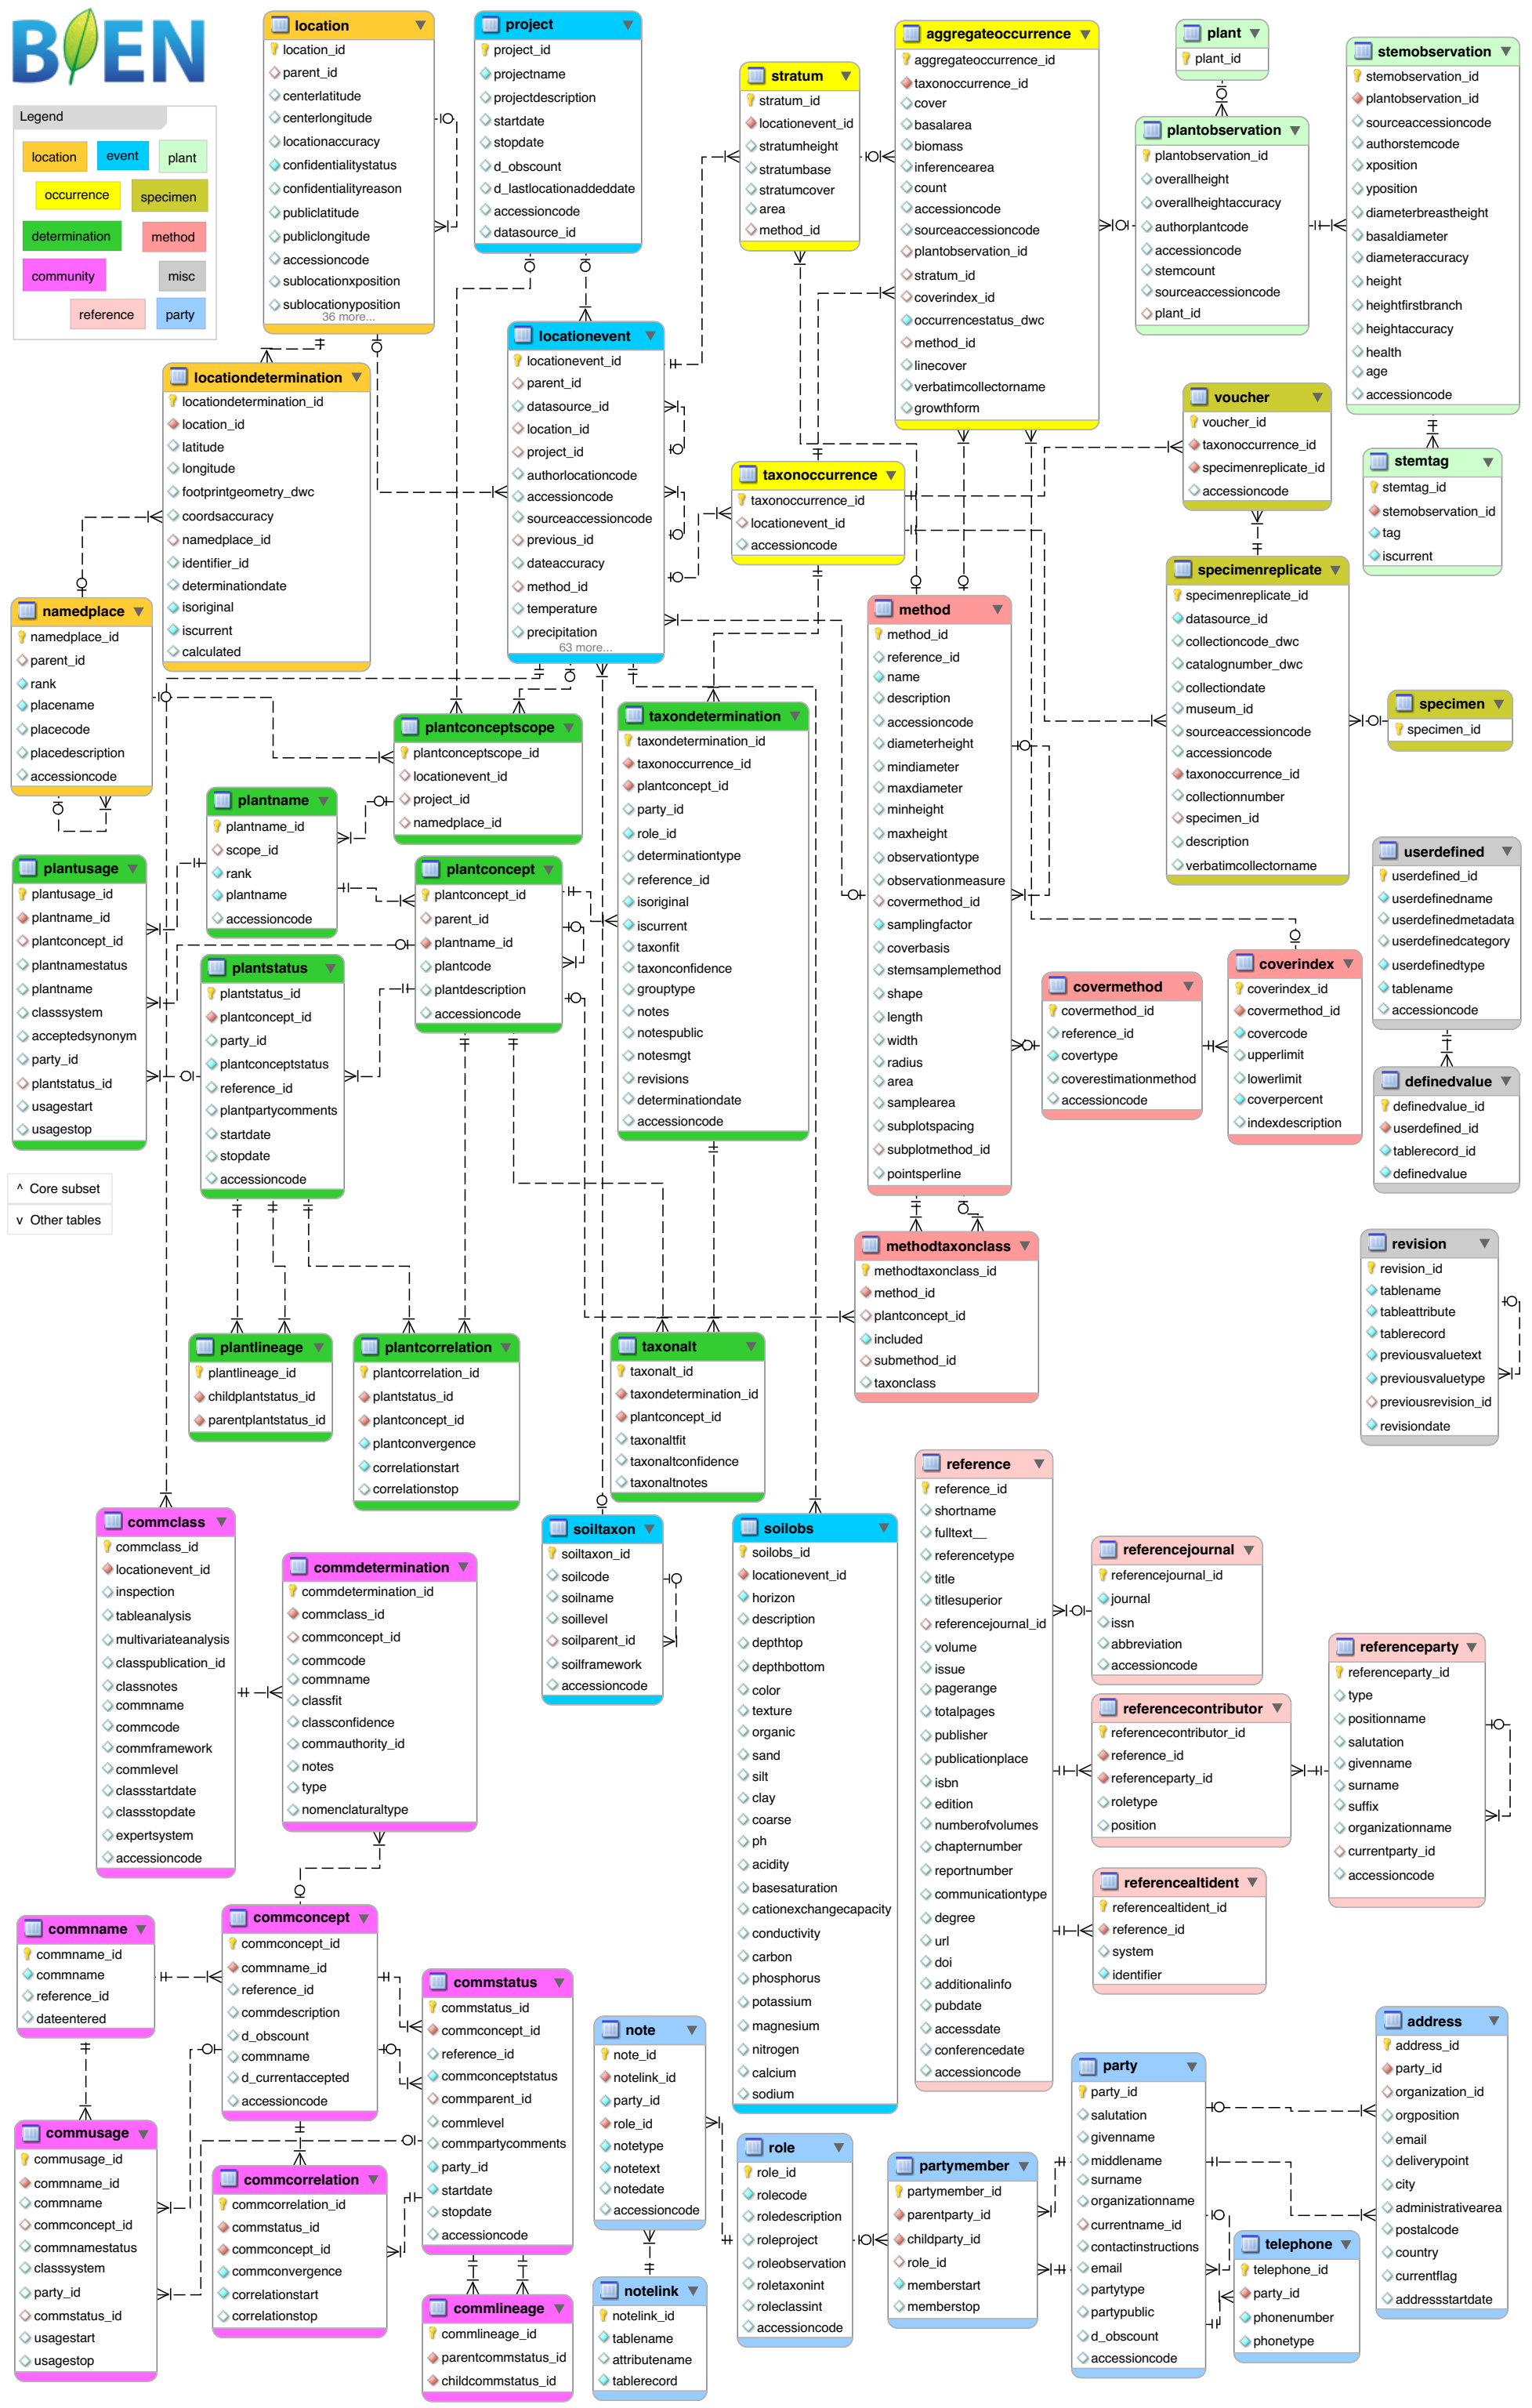 BIEN
Legend
location
event
plant
occurrence
specimen
determination
method
community
misc
reference
party
location
location_id
parent_id
centerlatitude
centerlongitude
locationaccuracy
confidentialitystatus
confidentialityreason
publiclatitude
publiclongitude
accessioncode
sublocationxposition
sublocationyposition
36 more...
project
project_id
projectname
projectdescription
startdate
stopdate
d_obscount
d_lastlocationaddeddate
accessioncode
datasource_id
stratum
stratum_id
locationevent_id
stratumheight
stratumbase
stratumcover
area
method_id
aggregateoccurrence
aggregateoccurrence_id
taxonoccurrence_id
cover
basalarea
biomass
inferencearea
count
accessioncode
sourceaccessioncode
plantobservation_id
stratum_id
coverindex_id
occurrencestatus_dwc
method_id
linecover
verbatimcollectorname
growthform
plant
plant_id
plantobservation
plantobservation_id
overallheight
overallheightaccuracy
authorplantcode
accessioncode
stemcount
sourceaccessioncode
plant_id
stemobservation
stemobservation_id
plantobservation_id
sourceaccessioncode
authorstemcode
xposition
yposition
diameterbreastheight
basaldiameter
diameteraccuracy
height
heightfirstbranch
heightaccuracy
health
age
accessioncode
locationdetermination
locationdetermination_id
location_id
latitude
longitude
footprintgeometry_dwc
coordsaccuracy
namedplace_id
identifier_id
determinationdate
isoriginal
iscurrent
calculated
locationevent
locationevent_id
parent_id
datasource_id
location_id
project_id
authorlocationcode
accessioncode
sourceaccessioncode
previous_id
dateaccuracy
method_id
temperature
precipitation
63 more...
taxonoccurrence
taxonoccurrence_id
locationevent_id
accessioncode
voucher
voucher_id
taxonoccurrence_id
specimenreplicate_id
accessioncode
stemtag
stemtag_id
stemobservation_id
tag
iscurrent
namedplace
namedplace_id
parent_id
rank
placename
placecode
placedescription
accessioncode
method
method_id
reference_id
name
description
accessioncode
diameterheight
mindiameter
maxdiameter
minheight
maxheight
observationtype
observationmeasure
covermethod_id
samplingfactor
coverbasis
stemsamplemethod
shape
length
width
radius
area
samplearea
subplotspacing
subplotmethod_id
pointsperline
specimenreplicate
specimenreplicate_id
datasource_id
collectioncode_dwc
catalognumber_dwc
collectiondate
museum_id
sourceaccessioncode
accessioncode
taxonoccurrence_id
collectionnumber
specimen_id
description
verbatimcollectorname
specimen
specimen_id
plantconceptscope
plantconceptscope_id
locationevent_id
project_id
namedplace_id
taxondetermination
taxondetermination_id
taxonoccurrence_id
plantconcept_id
party_id
role_id
determinationtype
reference_id
isoriginal
iscurrent
taxonfit
taxonconfidence
grouptype
notes
notespublic
notesmgt
revisions
determinationdate
accessioncode
plantname
plantname_id
scope_id
rank
plantname
accessioncode
plantusage
plantusage_id
plantname_id
plantconcept_id
plantnamestatus
plantname
classsystem
acceptedsynonym
party_id
plantstatus_id
usagestart
usagestop
plantconcept
plantconcept_id
parent_id
plantname_id
plantcode
plantdescription
accessioncode
plantstatus
plantstatus_id
plantconcept_id
party_id
plantconceptstatus
reference_id
plantpartycomments
startdate
stopdate
accessioncode
userdefined
userdefined_id
userdefinedname
userdefinedmetadata
userdefinedcategory
userdefinedtype
tablename
accessioncode
covermethod
covermethod_id
reference_id
covertype
coverestimationmethod
accessioncode
coverindex
coverindex_id
covermethod_id
covercode
upperlimit
lowerlimit
coverpercent
indexdescription
definedvalue
definedvalue_id
userdefined_id
tablerecord_id
definedvalue
^ Core subset
v Other tables
methodtaxonclass
methodtaxonclass_id
method_id
plantconcept_id
included
submethod_id
taxonclass
revision
revision_id
tablename
tableattribute
tablerecord
previousvaluetext
previousvaluetype
previousrevision_id
revisiondate
plantlineage
plantlineage_id
childplantstatus_id
parentplantstatus_id
plantcorrelation
plantcorrelation_id
plantstatus_id
plantconcept_id
plantconvergence
correlationstart
correlationstop
taxonalt
taxonalt_id
taxondetermination_id
plantconcept_id
taxonaltfit
taxonaltconfidence
taxonaltnotes
commclass
commclass_id
locationevent_id
inspection
tableanalysis
multivariateanalysis
classpublication_id
classnotes
commname
commcode
commframework
commlevel
classstartdate
classstopdate
expertsystem
accessioncode
commdetermination
commdetermination_id
commclass_id
commconcept_id
commcode
commname
classfit
classconfidence
commauthority_id
notes
type
nomenclaturaltype
soiltaxon
soiltaxon_id
soilcode
soilname
soillevel
soilparent_id
soilframework
accessioncode
soilobs
soilobs_id
locationevent_id
horizon
description
depthtop
depthbottom
color
texture
organic
sand
silt
clay
coarse
ph
acidity
basesaturation
cationexchangecapacity
conductivity
carbon
phosphorus
potassium
magnesium
nitrogen
calcium
sodium
reference
reference_id
shortname
fulltext__
referencetype
title
titlesuperior
referencejournal_id
volume
issue
pagerange
totalpages
publisher
publicationplace
isbn
edition
numberofvolumes
chapternumber
reportnumber
communicationtype
degree
url
doi
additionalinfo
pubdate
accessdate
conferencedate
accessioncode
referencejournal
referencejournal_id
journal
issn
abbreviation
accessioncode
referencecontributor
referencecontributor_id
reference_id
referenceparty_id
roletype
position
referenceparty
referenceparty_id
type
positionname
salutation
givenname
surname
suffix
organizationname
currentparty_id
accessioncode
referencealtident
referencealtident_id
reference_id
system
identifier
commname
commname_id
commname
reference_id
dateentered
commconcept
commconcept_id
commname_id
reference_id
commdescription
d_obscount
commname
d_currentaccepted
accessioncode
commstatus
commstatus_id
commconcept_id
reference_id
commconceptstatus
commparent_id
commlevel
commpartycomments
party_id
startdate
stopdate
accessioncode
commusage
commusage_id
commname_id
commname
commconcept_id
commnamestatus
classsystem
party_id
commstatus_id
usagestart
usagestop
commcorrelation
commcorrelation_id
commstatus_id
commconcept_id
commconvergence
correlationstart
correlationstop
commlineage
commlineage_id
parentcommstatus_id
childcommstatus_id
note
note_id
notelink_id
party_id
role_id
notetype
notetext
notedate
accessioncode
notelink
notelink_id
tablename
attributename
tablerecord
role
role_id
rolecode
roledescription
roleproject
roleobservation
roletaxonint
roleclassint
accessioncode
partymember
partymember_id
parentparty_id
childparty_id
role_id
memberstart
memberstop
party
party_id
salutation
givenname
middlename
surname
organizationname
currentname_id
contactinstructions
email
partytype
partypublic
d_obscount
accessioncode
address
address_id
party_id
organization_id
orgposition
email
deliverypoint
city
administrativearea
postalcode
country
currentflag
addressstartdate
telephone
telephone_id
party_id
phonenumber
phonetype